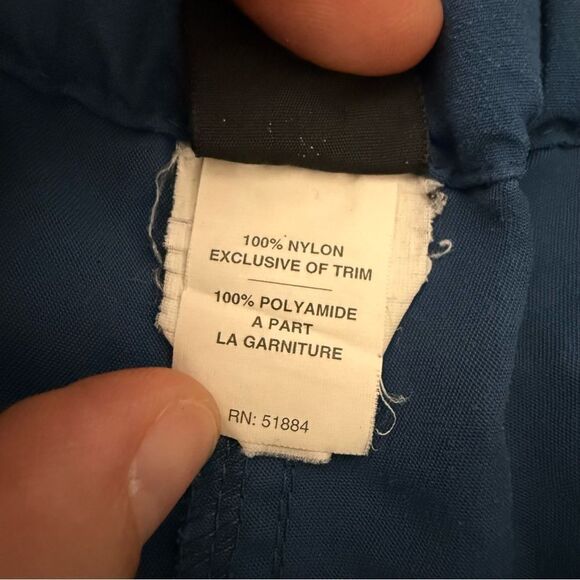 100% NYLON
EXCLUSIVE OF TRIM
100% POLYAMIDE
A PART
LA GARNITURE
RN: 51884